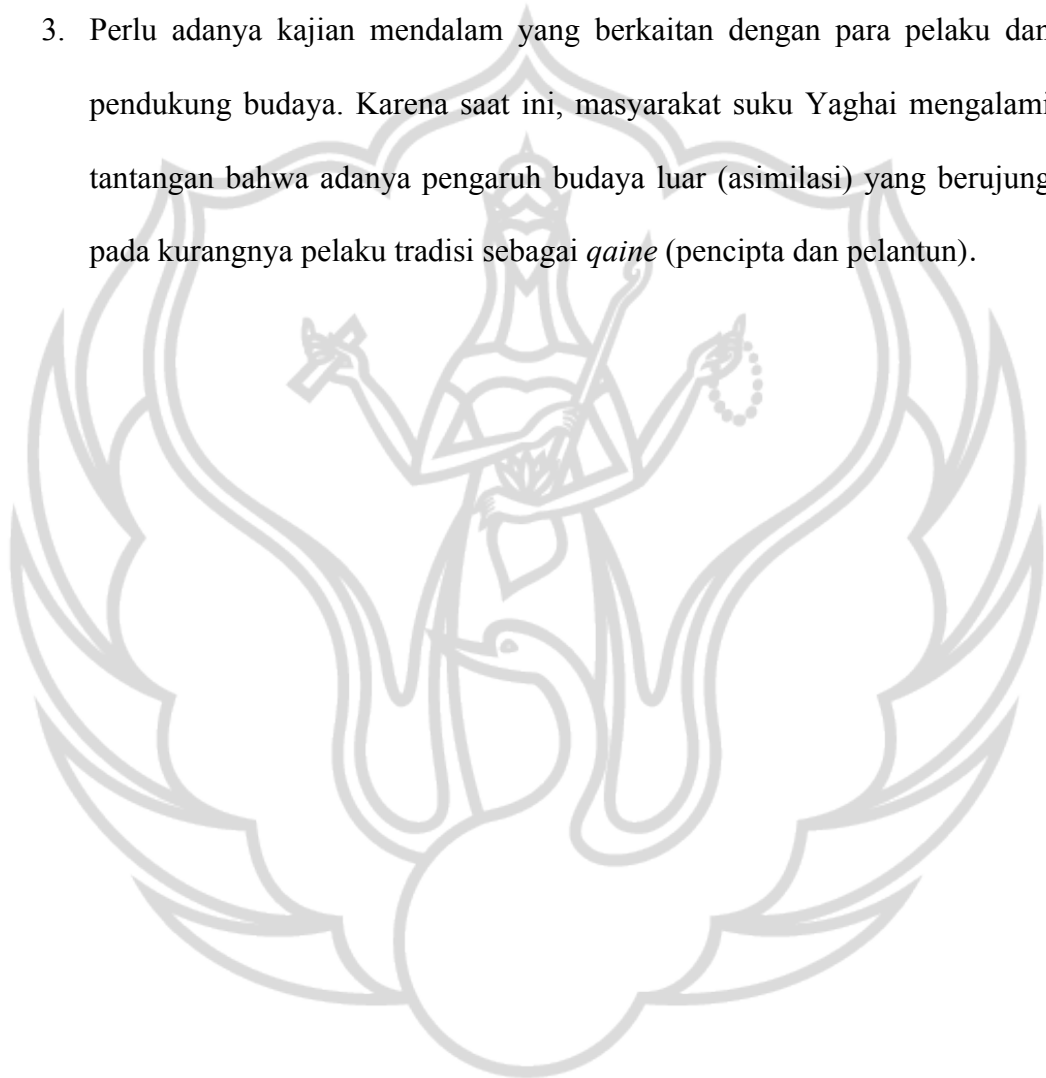 3. Perlu adanya kajian mendalam yang berkaitan dengan para pelaku dan
pendukung budaya. Karena saat ini, masyarakat suku Yaghai mengalami
tantangan bahwa adanya pengaruh budaya luar (asimilasi) yang berujung
pada kurangnya pelaku tradisi sebagai qaine (pencipta dan pelantun).